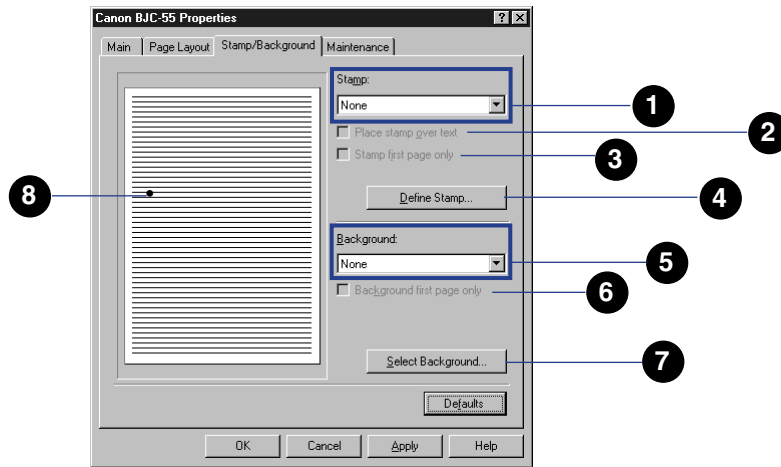 Canon BJC-55 Properties
Main Page Layout Stamp/Background Maintenance
Stamp:
None
1
Place stamp over text
2
Stamp first page only
3
Define Stamp...
4
8
Background:
None
5
Background first page only
6
Select Background...
7
Defaults
OK Cancel Apply Help